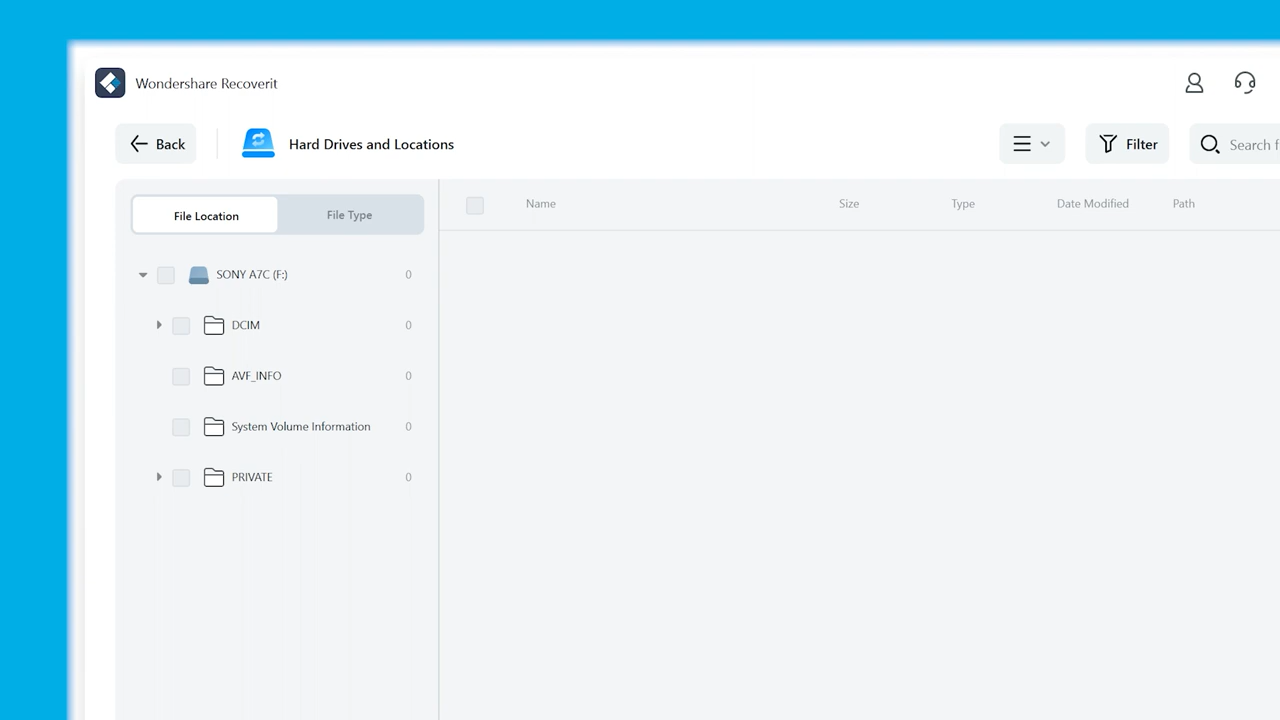 Wondershare Recoverit
Back
Hard Drives and Locations
Filter
Search f
File Location
File Type
Name
Size
Type
Date Modified
Path
SONY A7C (F:) 0
DCIM 0
AVF_INFO 0
System Volume Information 0
PRIVATE 0